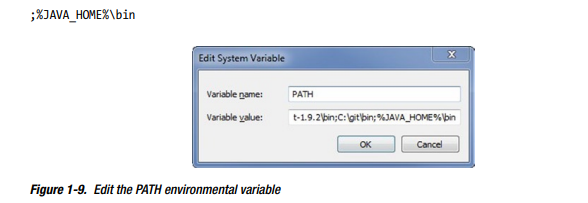 ;%JAVA_HOME%\bin
Edit System Variable
Variable name: PATH
Variable value: t-1.9.2\bin;C:\git\bin;%JAVA_HOME%\bin
OK Cancel
Figure 1-9. Edit the PATH environmental variable